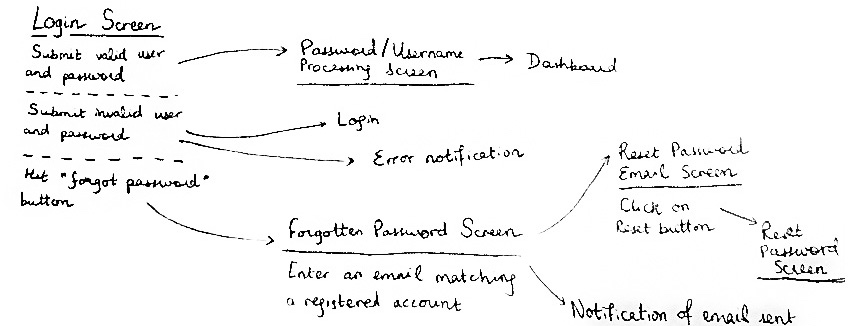 Login Screen
Submit valid user
and password
Submit invalid user
and password
Hit "forgot password"
button
Password/Username
Processing Screen
Dashboard
Login
Error notification
Forgotten Password Screen
Enter an email matching
a registered account
Reset Password
Email Screen
Click on
Reset button
Reset
Password
Screen
Notification of email sent